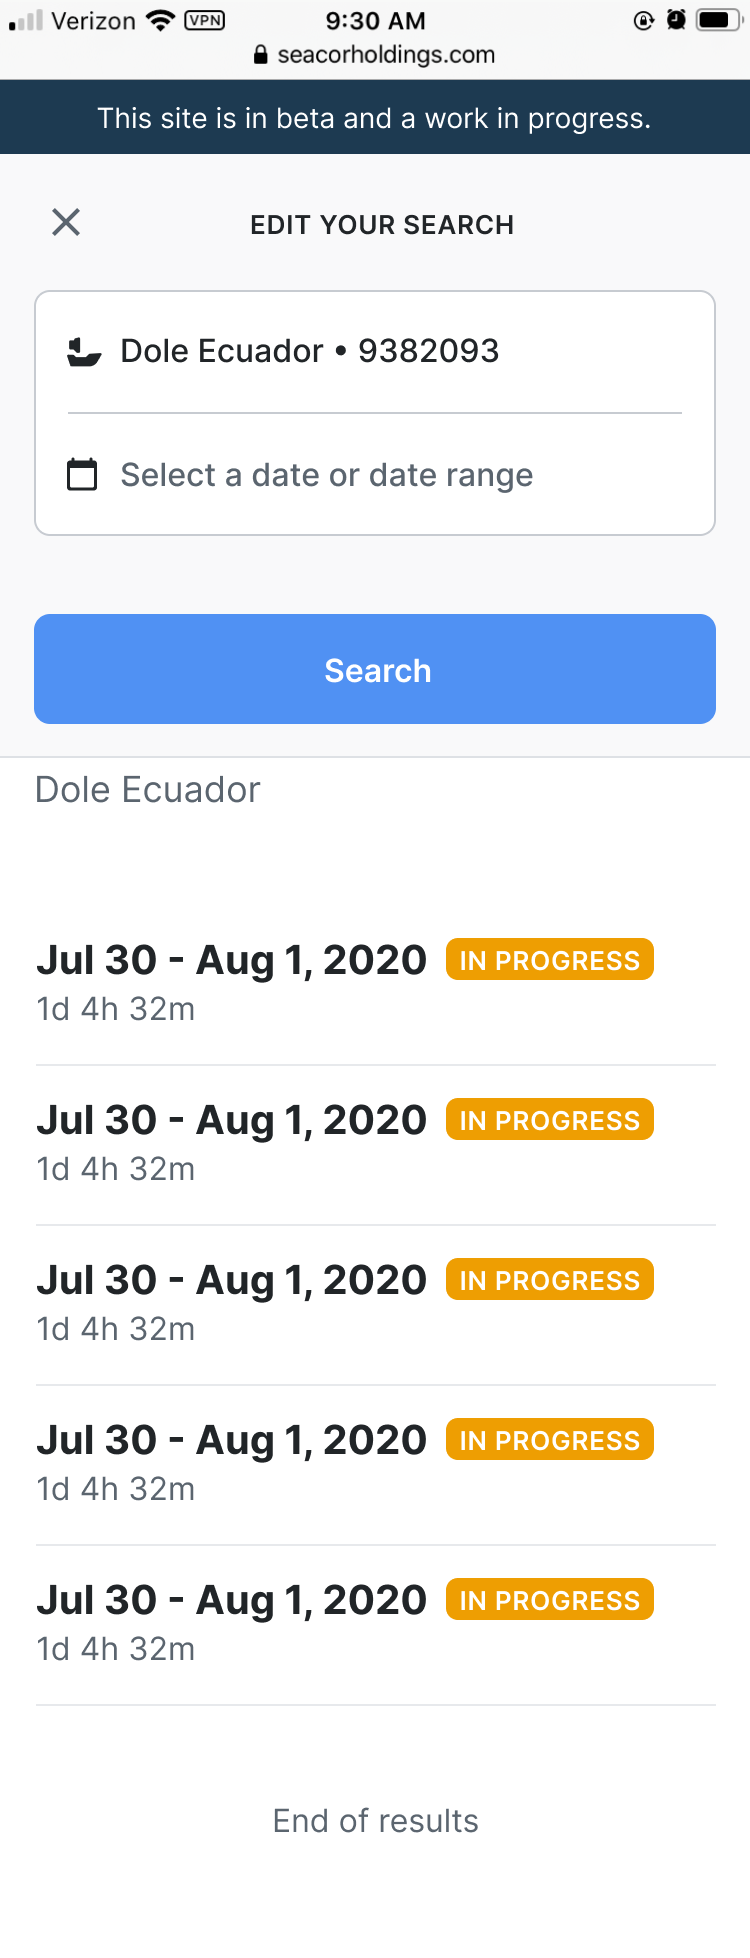 Verizon VPN 9:30 AM
seacorholdings.com
This site is in beta and a work in progress.
EDIT YOUR SEARCH
Dole Ecuador • 9382093
Select a date or date range
Search
Dole Ecuador
Jul 30 - Aug 1, 2020 IN PROGRESS
1d 4h 32m
Jul 30 - Aug 1, 2020 IN PROGRESS
1d 4h 32m
Jul 30 - Aug 1, 2020 IN PROGRESS
1d 4h 32m
Jul 30 - Aug 1, 2020 IN PROGRESS
1d 4h 32m
Jul 30 - Aug 1, 2020 IN PROGRESS
1d 4h 32m
End of results